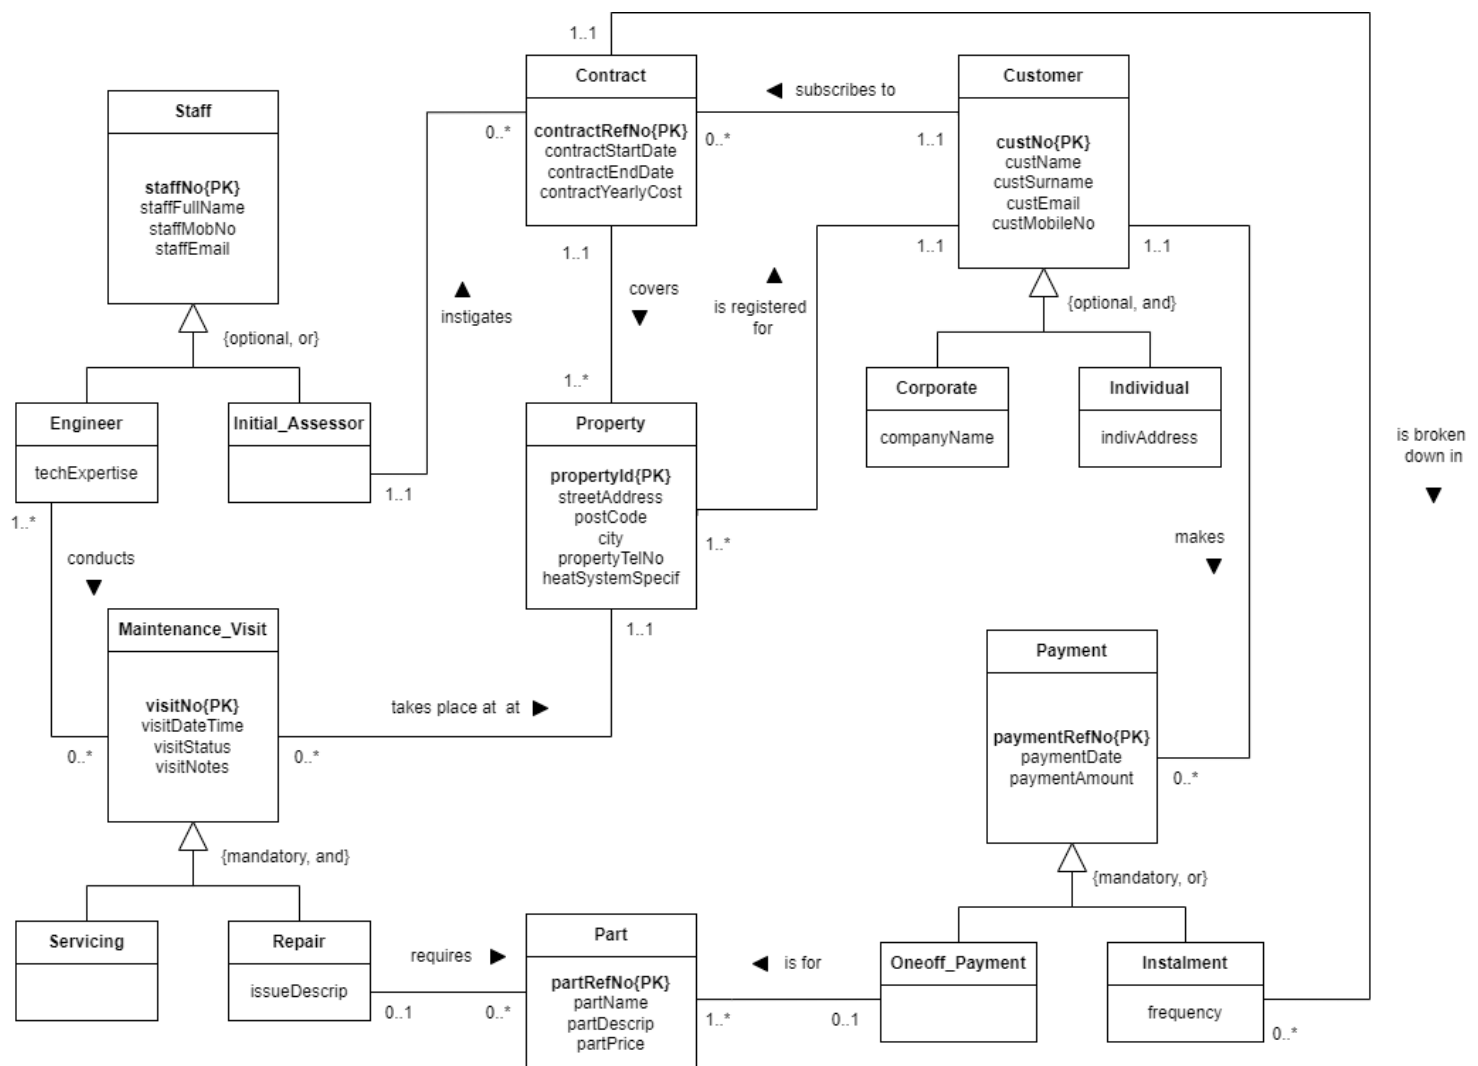 1..1
Contract
contractRefNo{PK}
contractStartDate
contractEndDate
contractYearlyCost
0..*
0..*
subscribes to
1..1
Customer
custNo{PK}
custName
custSurname
custEmail
custMobileNo
Staff
staffNo{PK}
staffFullName
staffMobNo
staffEmail
{optional, or}
instigates
1..1
covers
1..*
is registered
for
1..1
1..1
{optional, and}
Engineer
techExpertise
Initial_Assessor
1..1
1..*
conducts
Property
propertyId{PK}
streetAddress
postCode
city
propertyTelNo
heatSystemSpecif
1..*
1..1
Corporate
companyName
Individual
indivAddress
is broken
down in
makes
Maintenance_Visit
visitNo{PK}
visitDateTime
visitStatus
visitNotes
0..*
0..*
takes place at at
Payment
paymentRefNo{PK}
paymentDate
paymentAmount
0..*
{mandatory, and}
{mandatory, or}
Servicing
Repair
issueDescrip
requires
0..1
0..*
Part
partRefNo{PK}
partName
partDescrip
partPrice
is for
1..*
0..1
Oneoff_Payment
Instalment
frequency
0..*